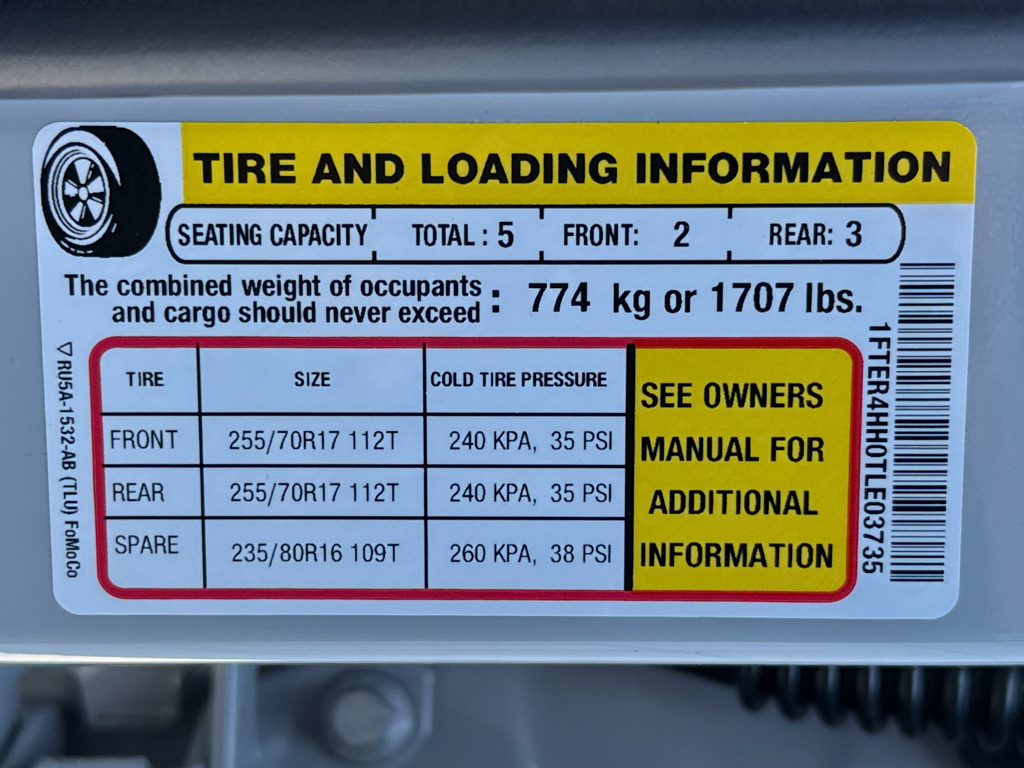 TIRE AND LOADING INFORMATION
SEATING CAPACITY TOTAL : 5 FRONT: 2 REAR: 3
The combined weight of occupants
and cargo should never exceed : 774 kg or 1707 lbs.
TIRE SIZE COLD TIRE PRESSURE
FRONT 255/70R17 112T 240 KPA, 35 PSI
REAR 255/70R17 112T 240 KPA, 35 PSI
SPARE 235/80R16 109T 260 KPA, 38 PSI
SEE OWNERS
MANUAL FOR
ADDITIONAL
INFORMATION
▽ RU5A-1532-AB (TLU) FoMoCo
1FTER4HH0TLE03735